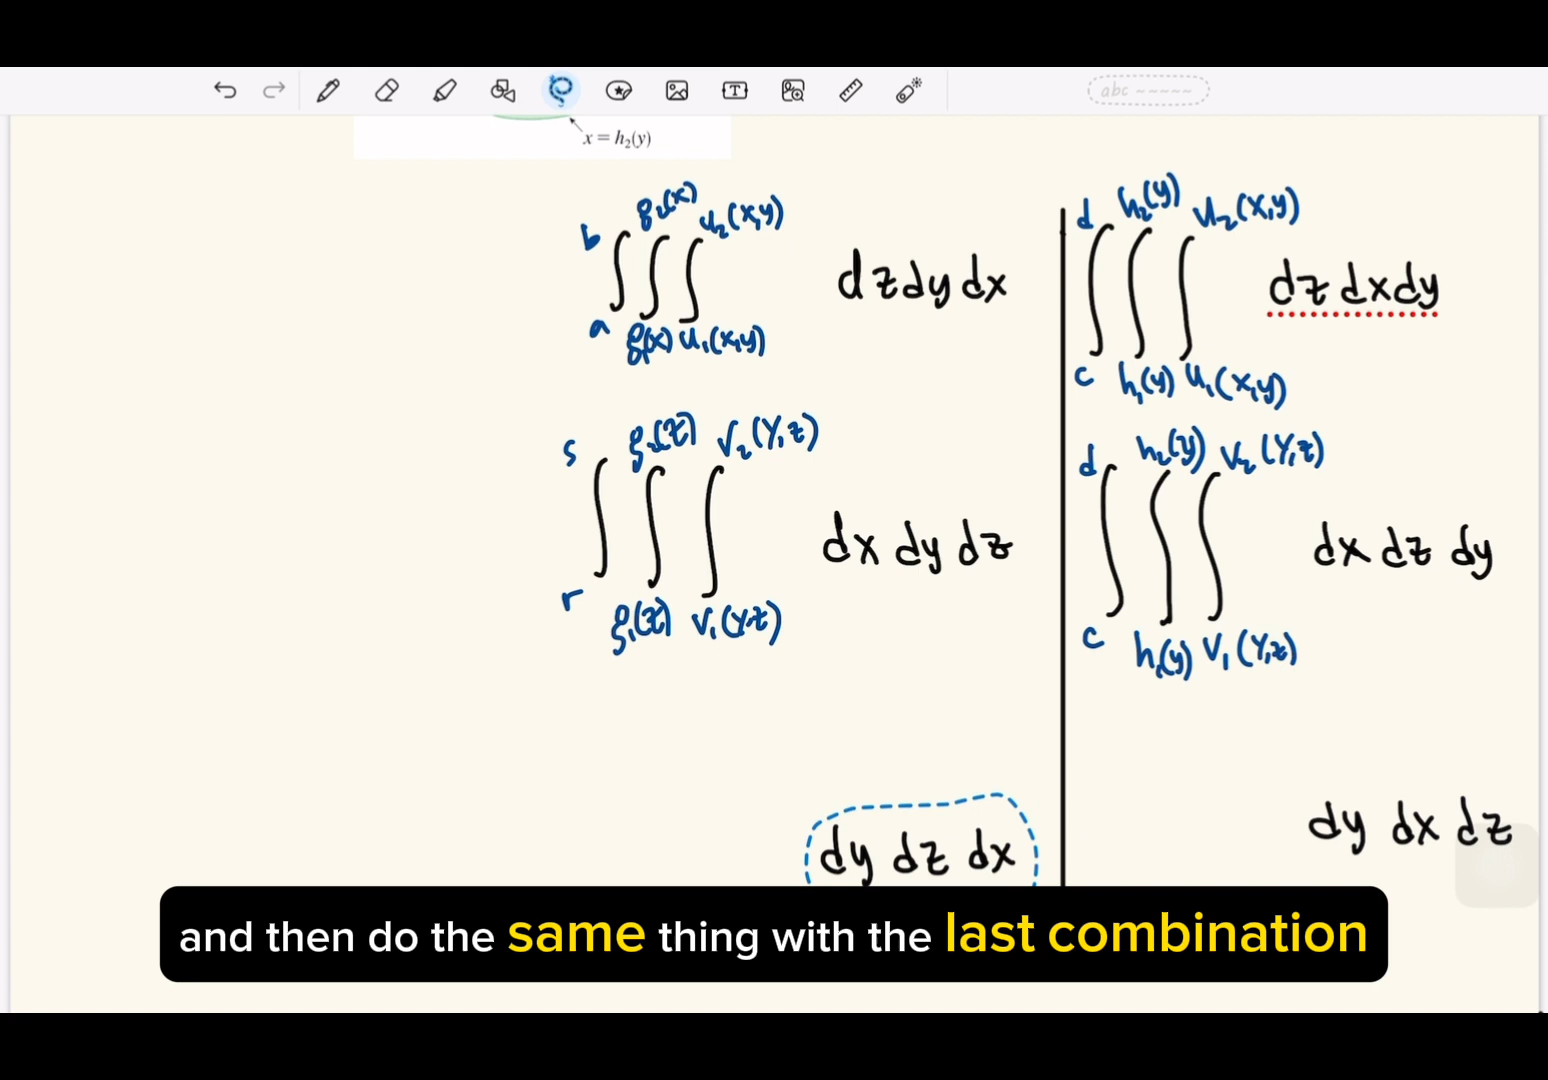 abc ~~~~~
x = h₂(y)
b g₂(x) u₂(x,y)
∫ ∫ ∫ dz dy dx
a g₁(x) u₁(x,y)
d h₂(y) u₂(x,y)
∫ ∫ ∫ dz dx dy
c h₁(y) u₁(x,y)
s g₂(z) v₂(y,z)
∫ ∫ ∫ dx dy dz
r g₁(z) v₁(y,z)
d h₂(y) v₂(y,z)
∫ ∫ ∫ dx dz dy
c h₁(y) v₁(y,z)
dy dz dx
dy dx dz
and then do the same thing with the last combination